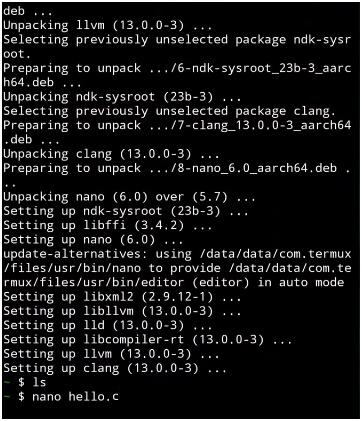 deb ...
Unpacking llvm (13.0.0-3) ...
Selecting previously unselected package ndk-sysr
oot.
Preparing to unpack .../6-ndk-sysroot_23b-3_aarc
h64.deb ...
Unpacking ndk-sysroot (23b-3) ...
Selecting previously unselected package clang.
Preparing to unpack .../7-clang_13.0.0-3_aarch64
.deb ...
Unpacking clang (13.0.0-3) ...
Preparing to unpack .../8-nano_6.0_aarch64.deb .
..
Unpacking nano (6.0) over (5.7) ...
Setting up ndk-sysroot (23b-3) ...
Setting up libffi (3.4.2) ...
Setting up nano (6.0) ...
update-alternatives: using /data/data/com.termux
/files/usr/bin/nano to provide /data/data/com.te
rmux/files/usr/bin/editor (editor) in auto mode
Setting up libxml2 (2.9.12-1) ...
Setting up libllvm (13.0.0-3) ...
Setting up lld (13.0.0-3) ...
Setting up libcompiler-rt (13.0.0-3) ...
Setting up llvm (13.0.0-3) ...
Setting up clang (13.0.0-3) ...
~ $ ls
~ $ nano hello.c